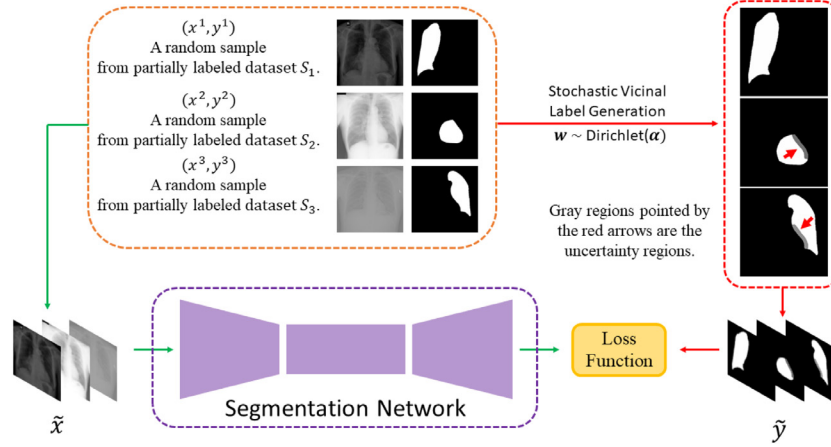 (x¹, y¹)
A random sample
from partially labeled dataset S₁.
(x², y²)
A random sample
from partially labeled dataset S₂.
(x³, y³)
A random sample
from partially labeled dataset S₃.
Stochastic Vicinal
Label Generation
w ~ Dirichlet(α)
Gray regions pointed by
the red arrows are the
uncertainty regions.
Segmentation Network
Loss
Function
x̃
ỹ